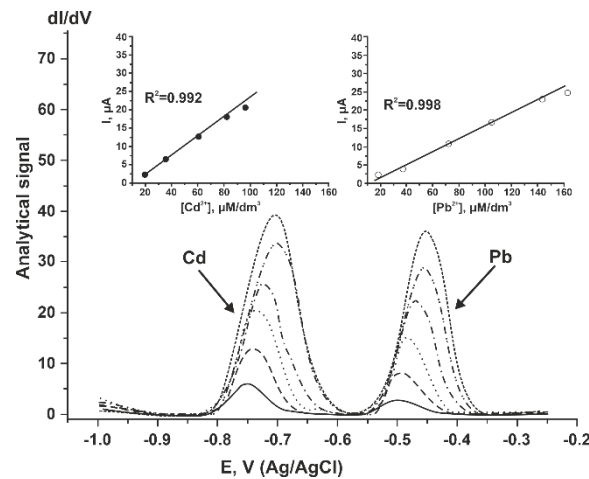 dI/dV
Analytical signal
70
60
50
40
30
20
10
0
-1.0 -0.9 -0.8 -0.7 -0.6 -0.5 -0.4 -0.3 -0.2
E, V (Ag/AgCl)
Cd
Pb
I, µA
40
35
30
25
20
15
10
5
0
R²=0.992
0 20 40 60 80 100 120 140
[Cd²⁺], µM/dm³
I, µA
40
35
30
25
20
15
10
5
0
R²=0.998
20 40 60 80 100 120 140 160
[Pb²⁺], µM/dm³